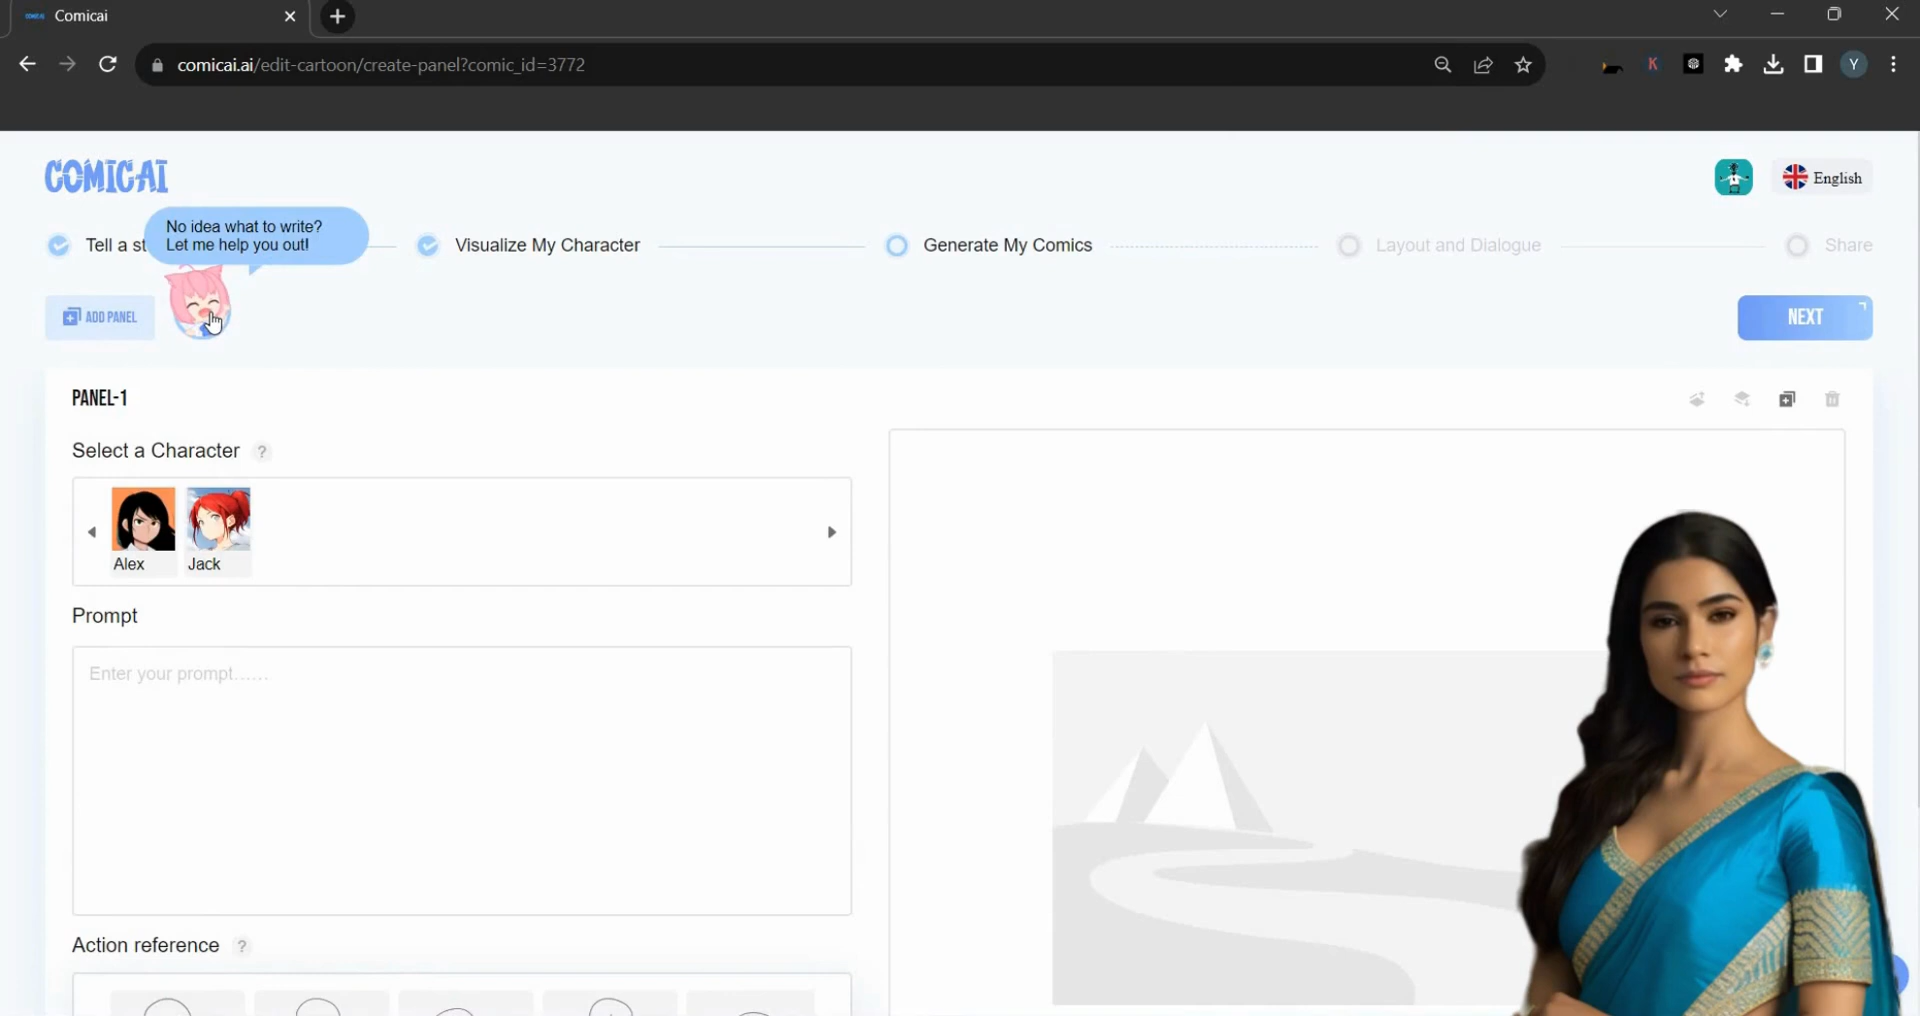 Comicai
comicai.ai/edit-cartoon/create-panel?comic_id=3772
K
Y
COMICAI
English
No idea what to write?
Let me help you out!
Tell a st
Visualize My Character
Generate My Comics
Layout and Dialogue
Share
ADD PANEL
NEXT
PANEL-1
Select a Character ?
Alex
Jack
Prompt
Enter your prompt......
Action reference ?